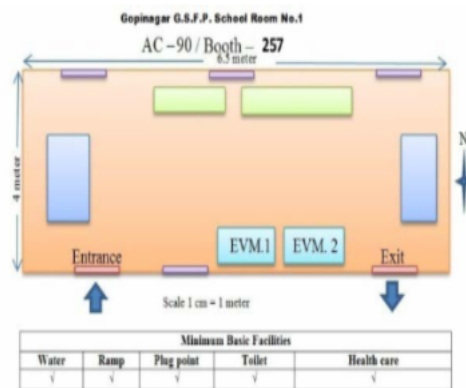 Gopinagar G.S.F.P. School Room No.1
AC -90 / Booth - 257
6.5 meter
4 meter
N
EVM.1 EVM. 2
Entrance Exit
Scale 1 cm = 1 meter
Minimum Basic Facilities
Water Ramp Plug point Toilet Health care
√ √ √ √ √